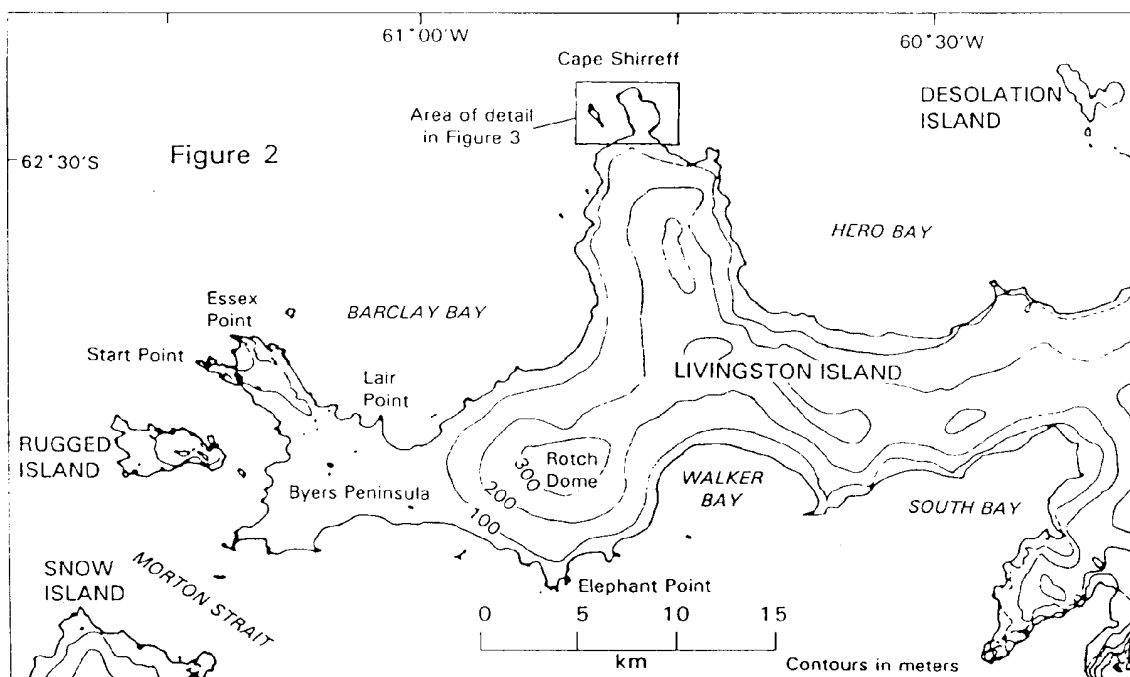 61°00'W
60°30'W
Cape Shirreff
DESOLATION
ISLAND
Area of detail
in Figure 3
62°30'S
Figure 2
HERO BAY
Essex
Point
BARCLAY BAY
Start Point
Lair
Point
LIVINGSTON ISLAND
RUGGED
ISLAND
Rotch
Dome
300
200
100
WALKER
BAY
Byers Peninsula
SOUTH BAY
SNOW
ISLAND
MORTON STRAIT
Elephant Point
0 5 10 15
km
Contours in meters